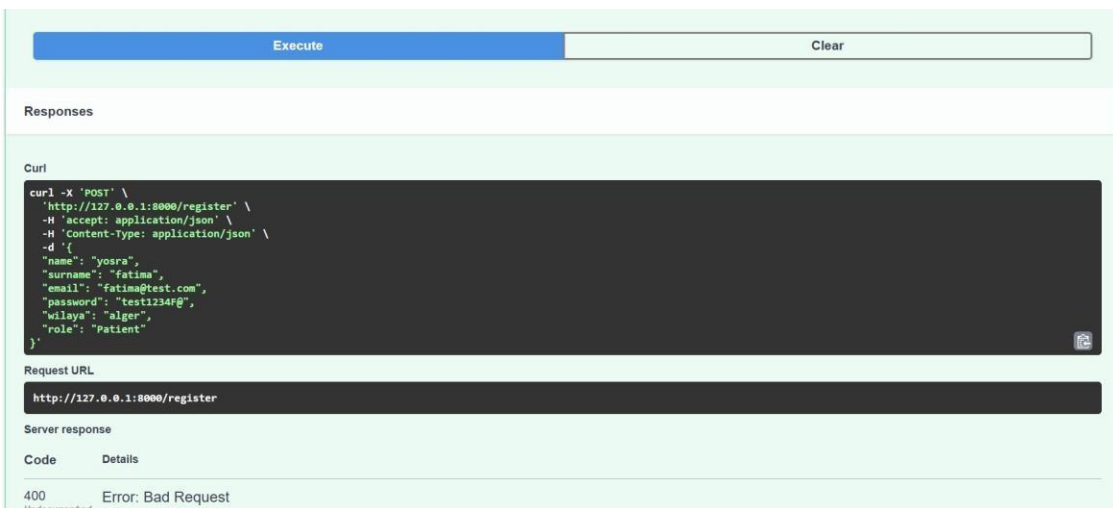 Execute
Clear
Responses
Curl
curl -X 'POST' \
'http://127.0.0.1:8000/register' \
-H 'accept: application/json' \
-H 'Content-Type: application/json' \
-d '{
"name": "yosra",
"surname": "fatima",
"email": "fatima@test.com",
"password": "test1234F@",
"wilaya": "alger",
"role": "Patient"
}'
Request URL
http://127.0.0.1:8000/register
Server response
Code Details
400 Error: Bad Request